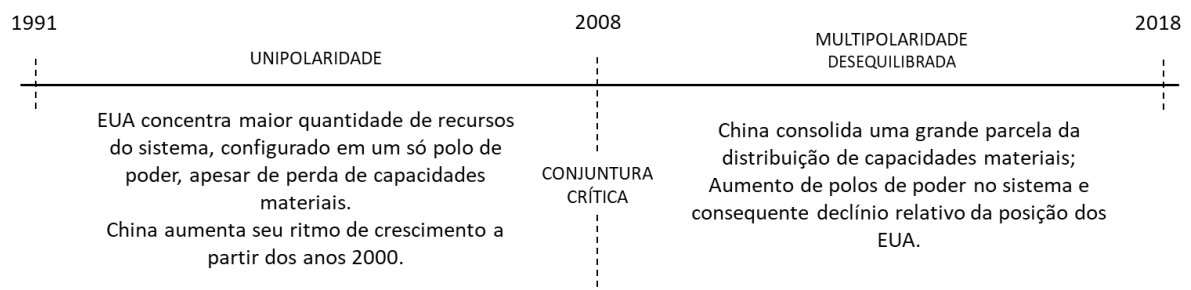 1991
2008
2018
UNIPOLARIDADE
MULTIPOLARIDADE
DESEQUILIBRADA
EUA concentra maior quantidade de recursos
do sistema, configurado em um só polo de
poder, apesar de perda de capacidades
materiais.
China aumenta seu ritmo de crescimento a
partir dos anos 2000.
CONJUNTURA
CRÍTICA
China consolida uma grande parcela da
distribuição de capacidades materiais;
Aumento de polos de poder no sistema e
consequente declínio relativo da posição dos
EUA.